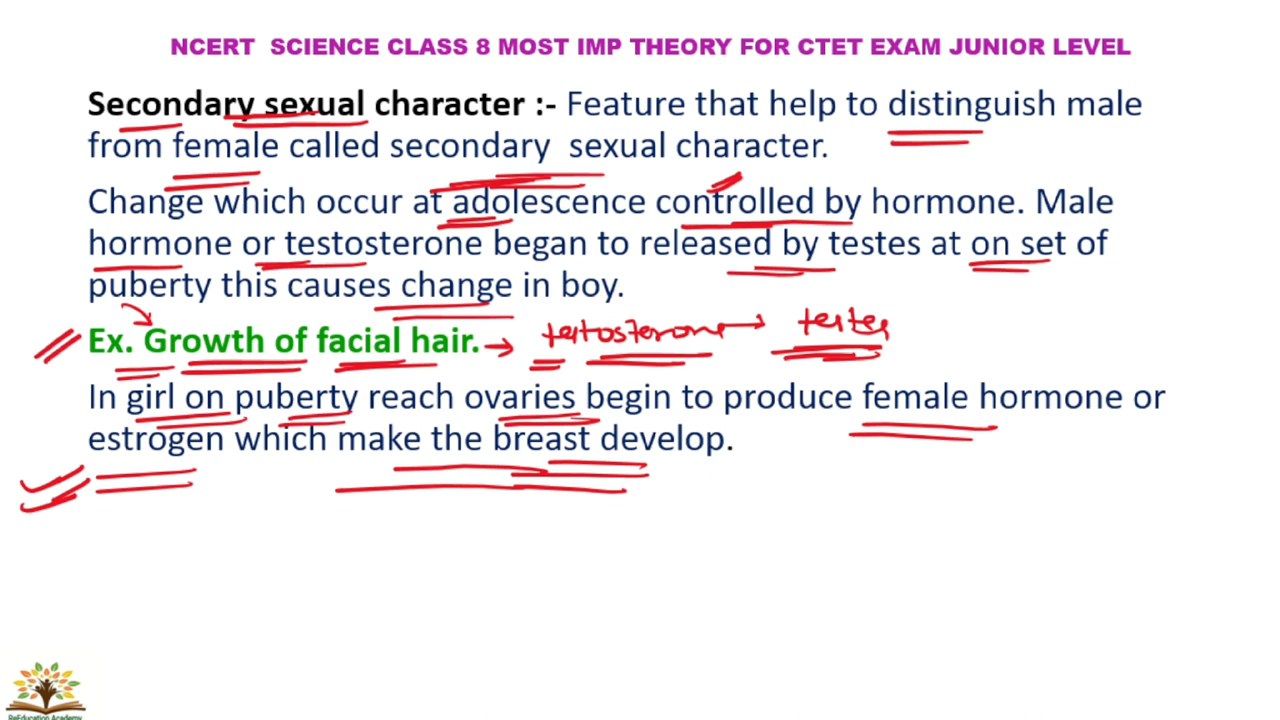 NCERT SCIENCE CLASS 8 MOST IMP THEORY FOR CTET EXAM JUNIOR LEVEL
Secondary sexual character :- Feature that help to distinguish male
from female called secondary sexual character.
Change which occur at adolescence controlled by hormone. Male
hormone or testosterone began to released by testes at on set of
puberty this causes change in boy.
Ex. Growth of facial hair. → testosterone → testes
In girl on puberty reach ovaries begin to produce female hormone or
estrogen which make the breast develop.
BeEducation Academy